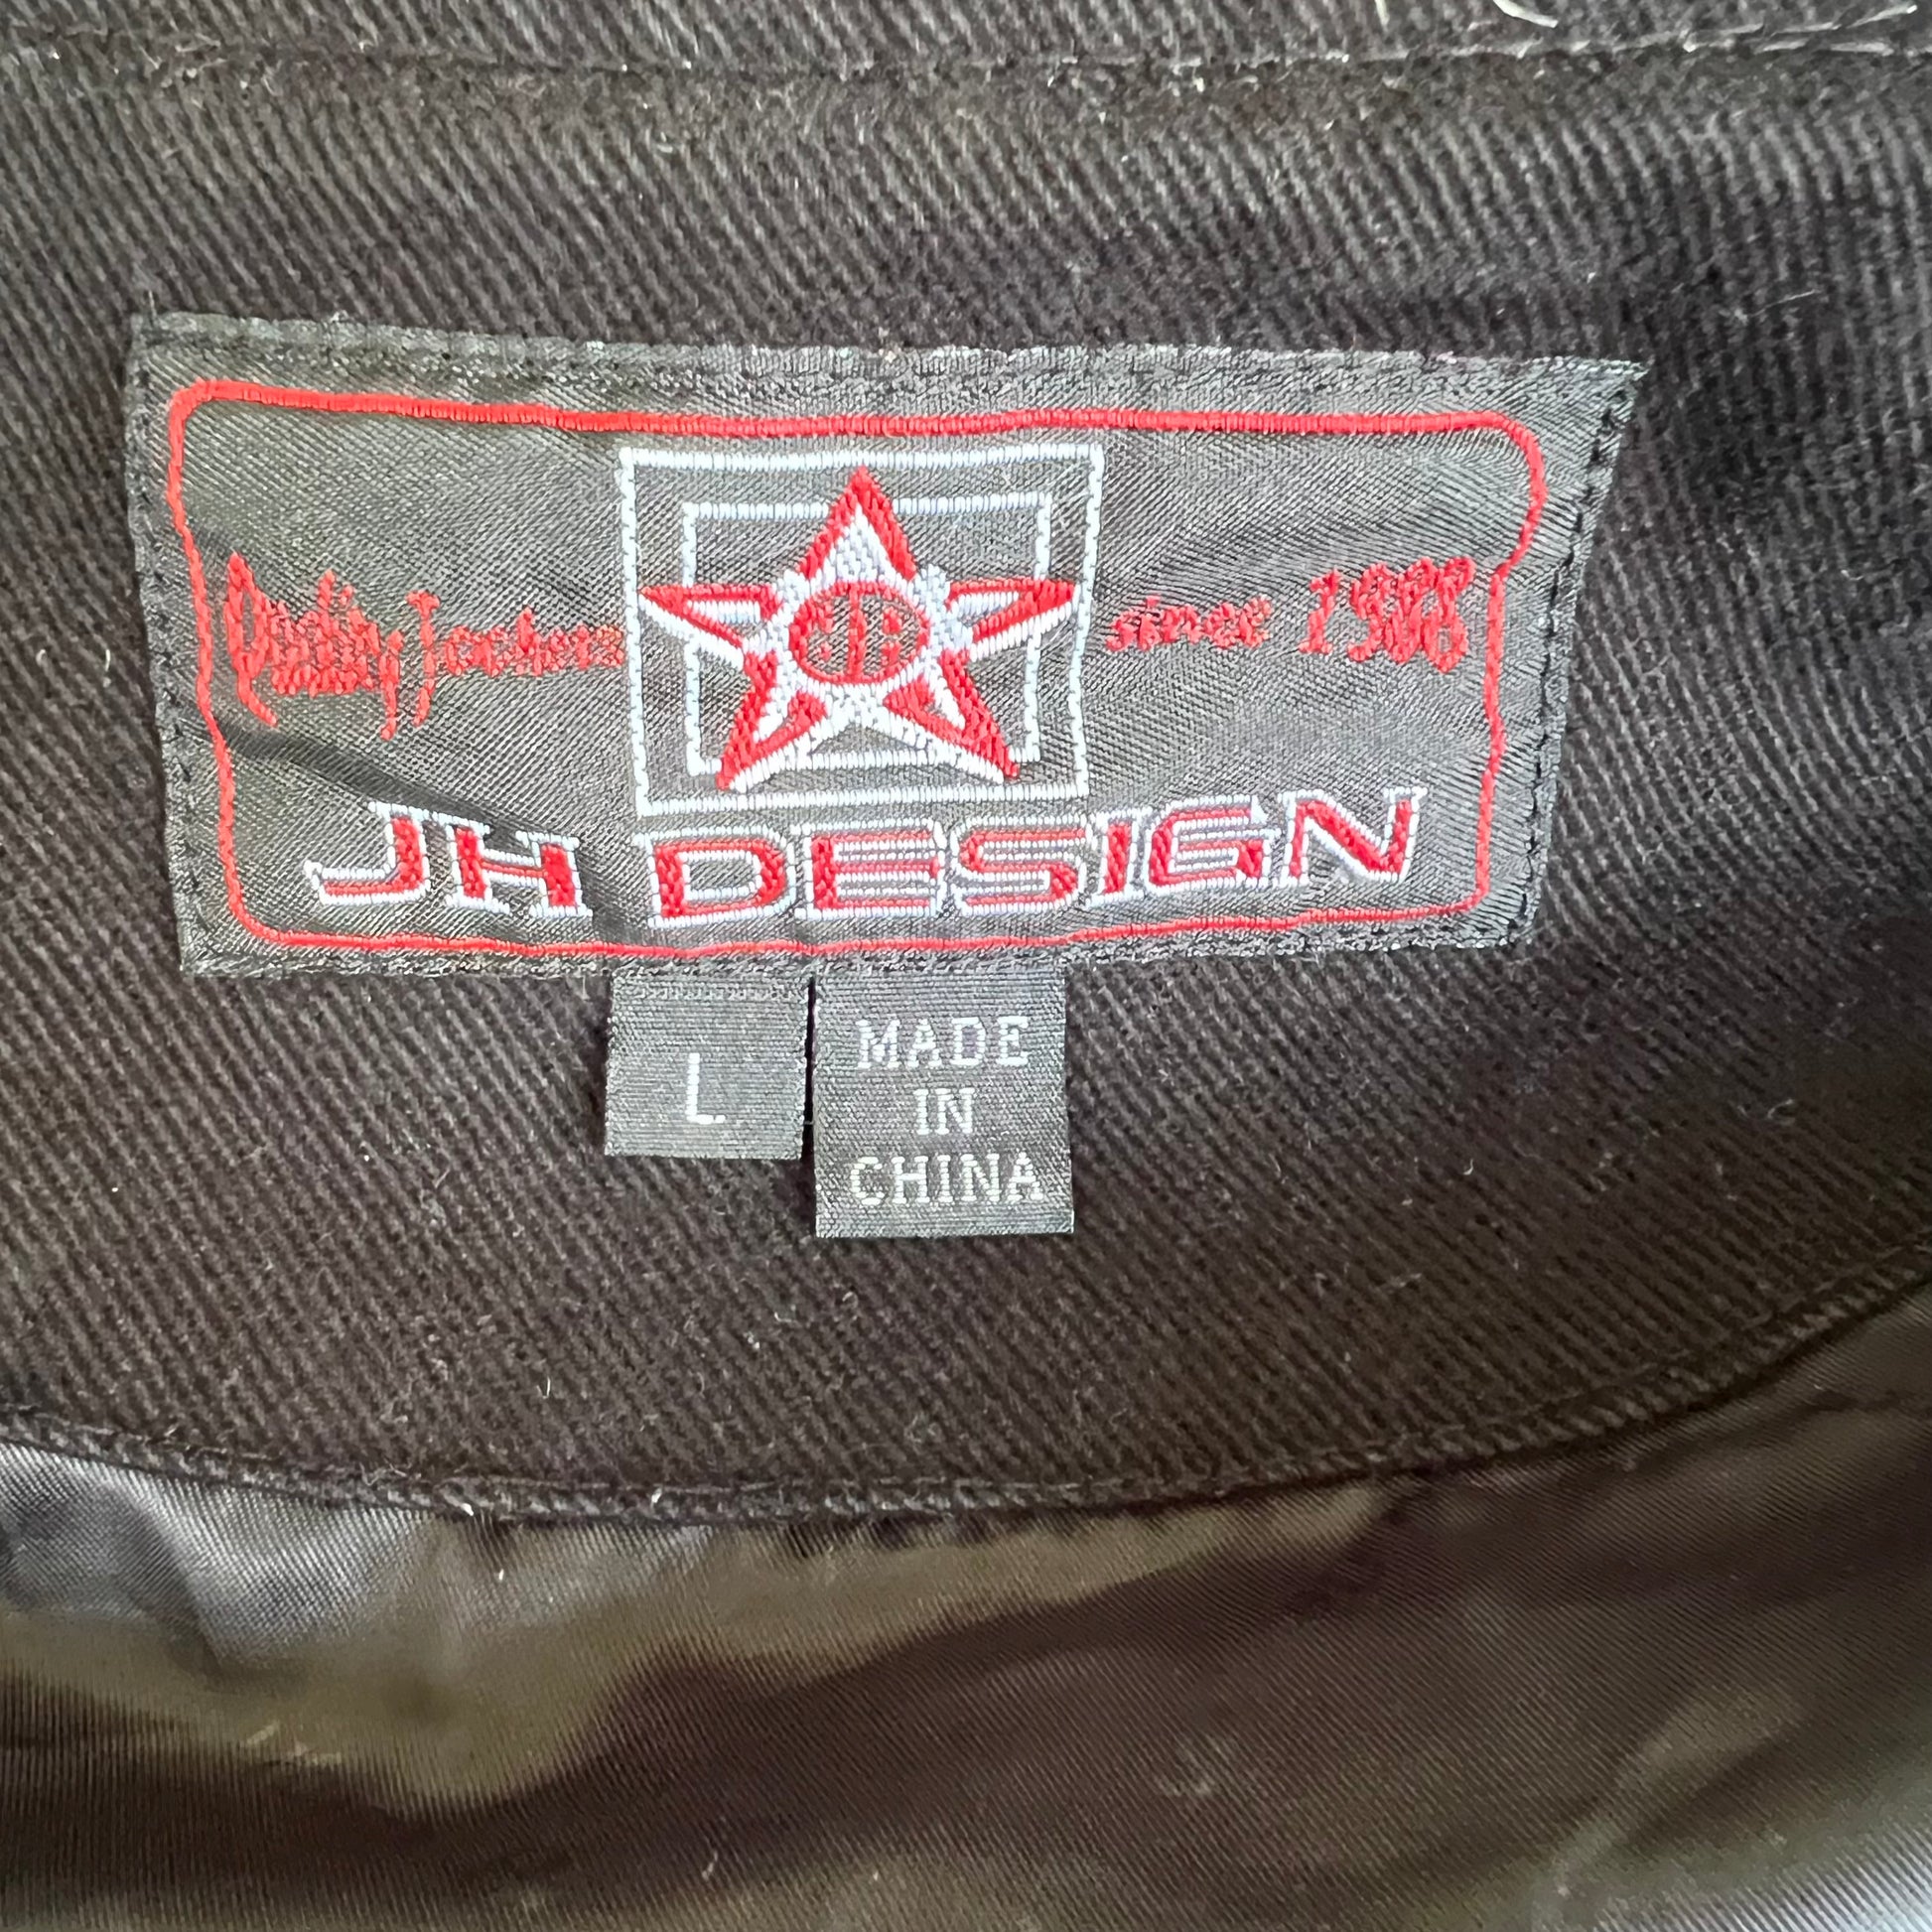 Quality Jackets since 1988
JH
JH DESIGN
L
MADE
IN
CHINA